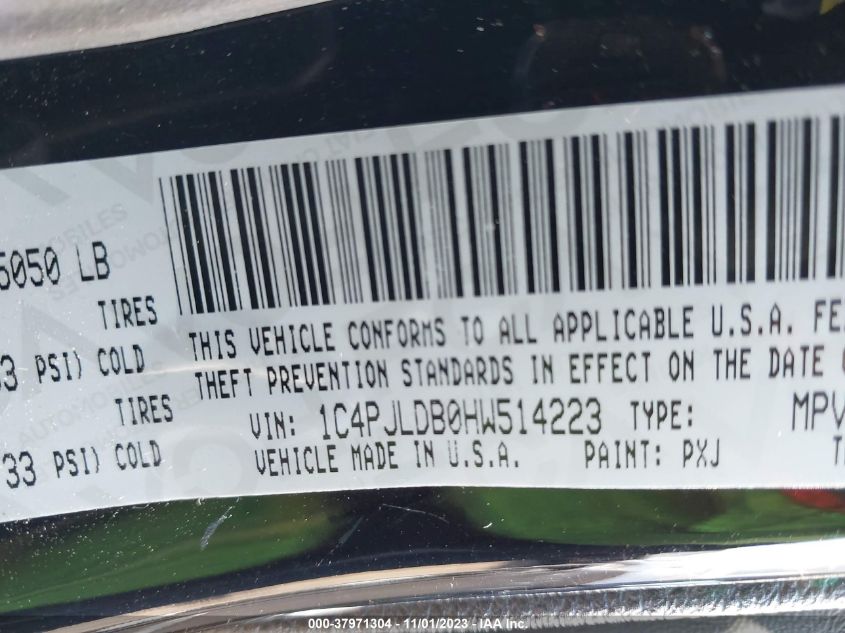 5050 LB
TIRES
33 PSI) COLD
TIRES
33 PSI) COLD
THIS VEHICLE CONFORMS TO ALL APPLICABLE U.S.A. FE
THEFT PREVENTION STANDARDS IN EFFECT ON THE DATE
VIN: 1C4PJLDB0HW514223 TYPE: MPV
VEHICLE MADE IN U.S.A. PAINT: PXJ
000-37971304 - 11/01/2023 - IAA Inc.